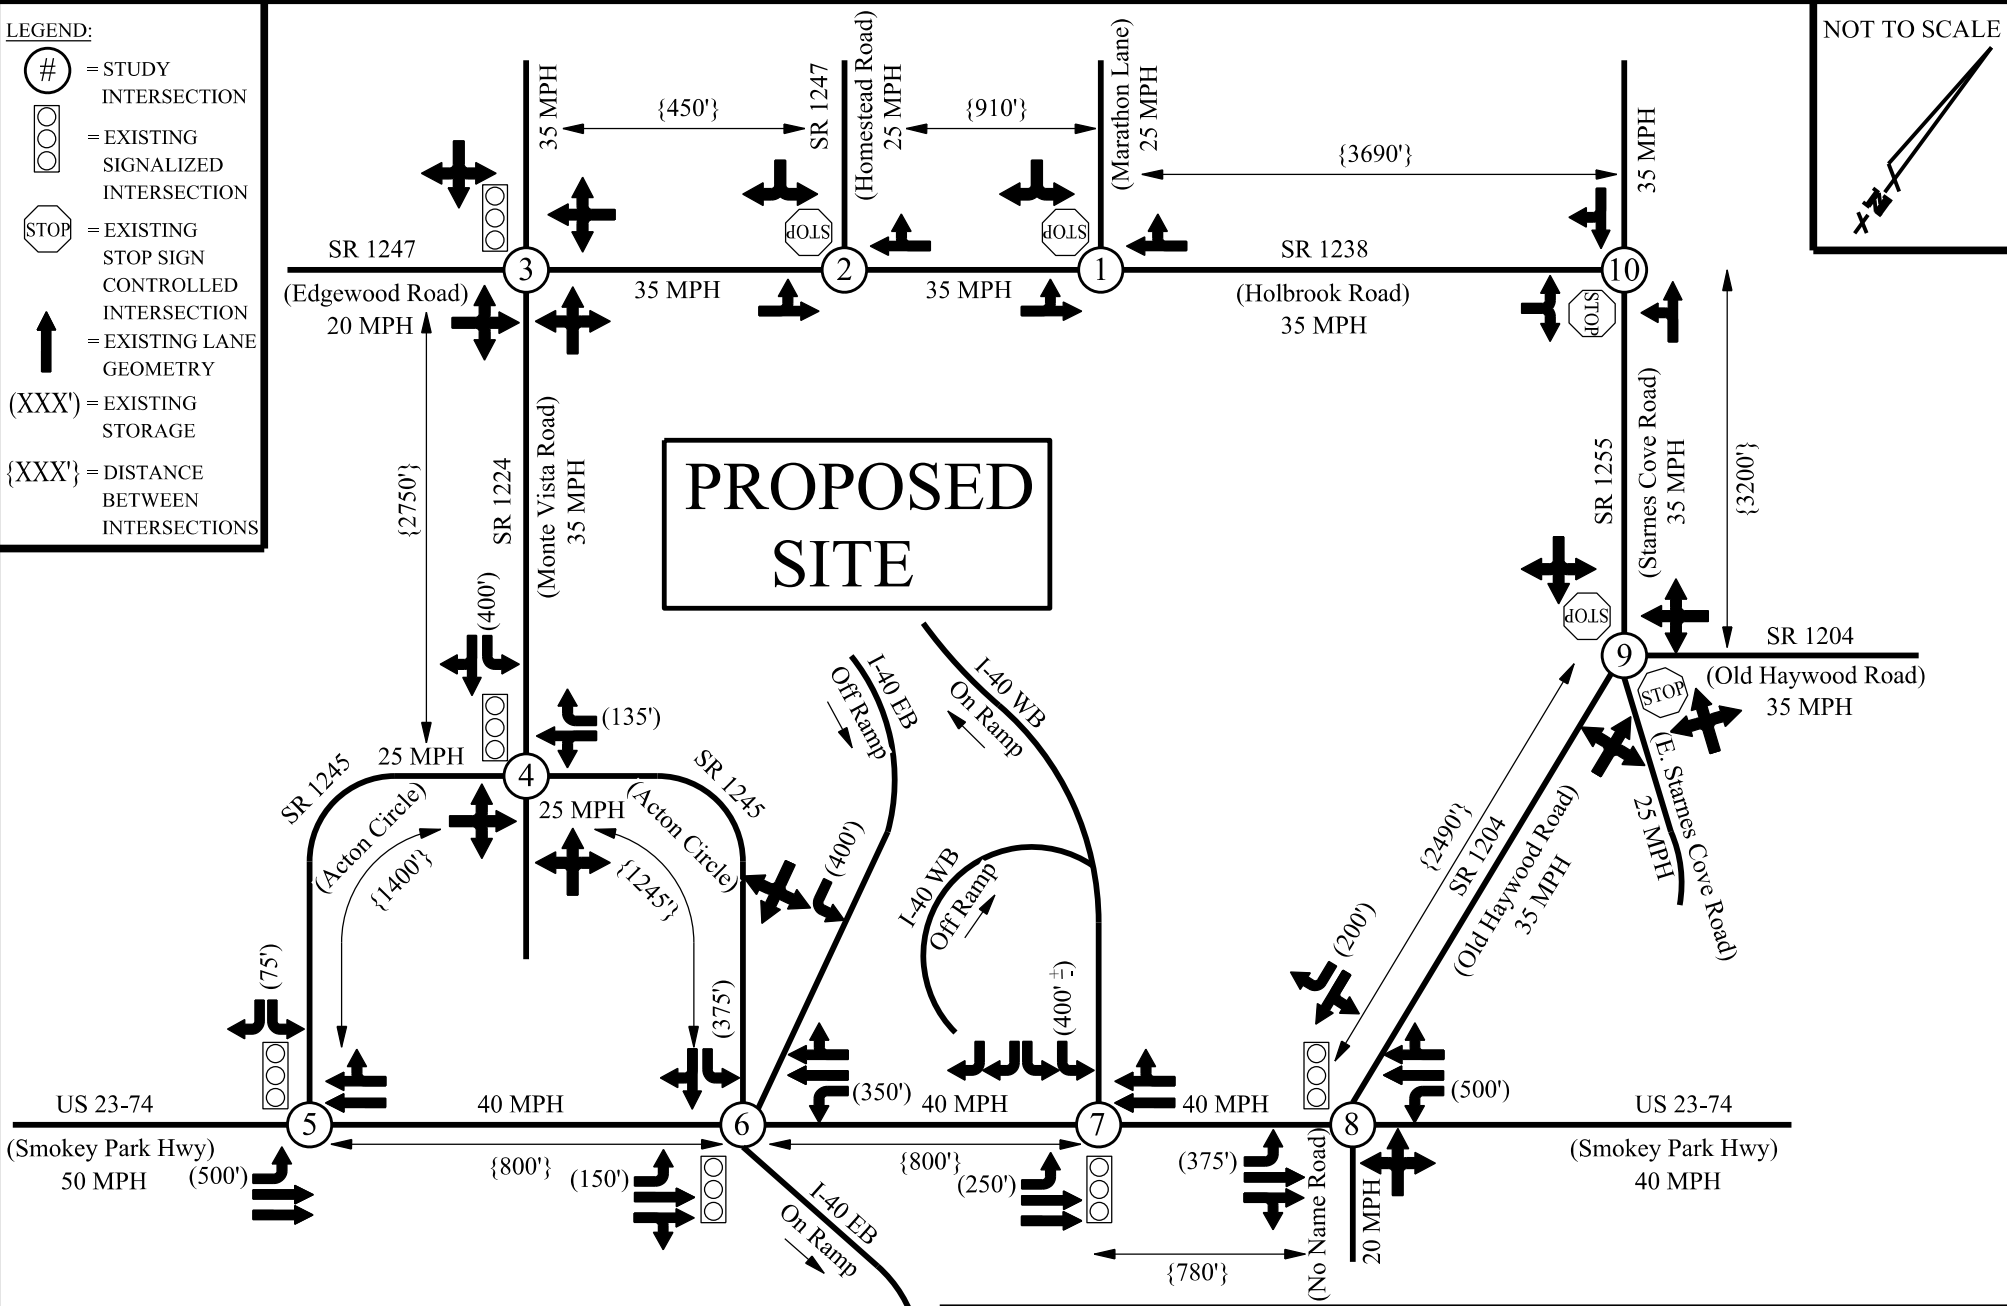 LEGEND:
# = STUDY
INTERSECTION
= EXISTING
SIGNALIZED
INTERSECTION
STOP = EXISTING
STOP SIGN
CONTROLLED
INTERSECTION
= EXISTING LANE
GEOMETRY
(XXX') = EXISTING
STORAGE
{XXX'} = DISTANCE
BETWEEN
INTERSECTIONS
NOT TO SCALE
N
35 MPH
{450'}
SR 1247
(Homestead Road)
25 MPH
{910'}
(Marathon Lane)
25 MPH
{3690'}
35 MPH
STOP
STOP
SR 1247
3
2
1
SR 1238
10
(Edgewood Road)
20 MPH
35 MPH
35 MPH
(Holbrook Road)
35 MPH
STOP
{2750'}
SR 1224
(Monte Vista Road)
35 MPH
PROPOSED
SITE
SR 1255
(Starnes Cove Road)
35 MPH
{3200'}
(400')
STOP
9
SR 1204
(Old Haywood Road)
35 MPH
STOP
(E. Starnes Cove Road)
25 MPH
I-40 EB
Off Ramp
I-40 WB
On Ramp
(135')
SR 1245
25 MPH
4
25 MPH
SR 1245
(Acton Circle)
{1400'}
(Acton Circle)
{1245'}
(400')
I-40 WB
Off Ramp
{2490'}
SR 1204
(Old Haywood Road)
35 MPH
(200')
(75')
(375')
(400' +-)
(350')
(500')
US 23-74
5
40 MPH
6
40 MPH
7
40 MPH
8
US 23-74
(Smokey Park Hwy)
50 MPH
(500')
{800'}
(150')
{800'}
(250')
(375')
(Smokey Park Hwy)
40 MPH
I-40 EB
On Ramp
{780'}
(No Name Road)
20 MPH